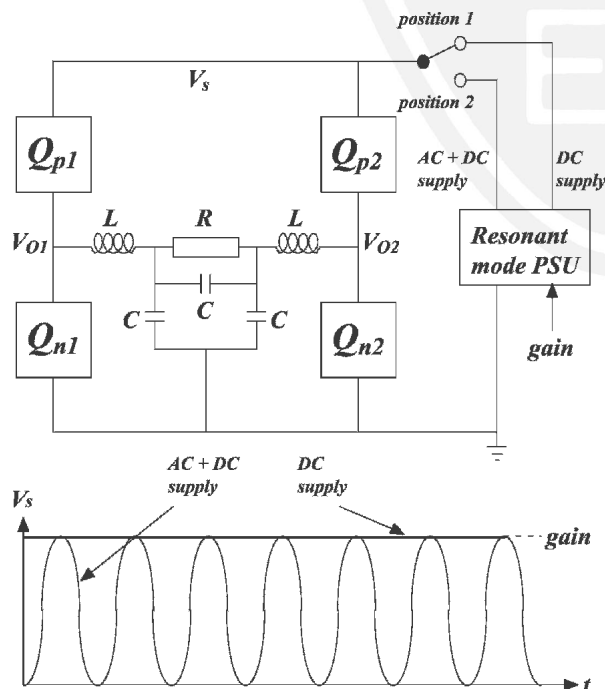 position 1
V_s
position 2
Q_p1
Q_p2
AC + DC
supply
DC
supply
L
R
L
V_O1
V_O2
Resonant
mode PSU
C
C
C
Q_n1
Q_n2
gain
AC + DC
supply
DC
supply
V_s
gain
t